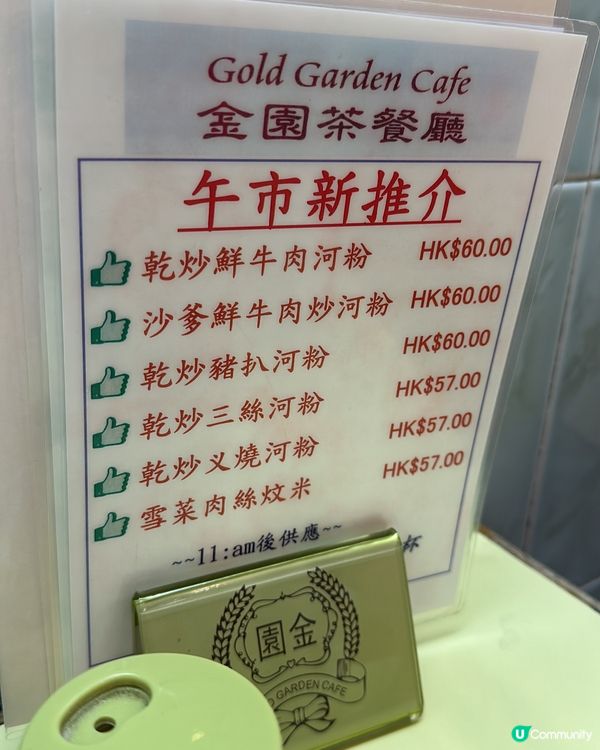 Gold Garden Cafe
金園茶餐廳
午市新推介
乾炒鮮牛肉河粉 HK$60.00
沙爹鮮牛肉炒河粉 HK$60.00
乾炒豬扒河粉 HK$60.00
乾炒三絲河粉 HK$57.00
乾炒义燒河粉 HK$57.00
雪菜肉絲炆米 HK$57.00
~~11:am後供應~~
杯
園金
GARDEN CAFE
U Community